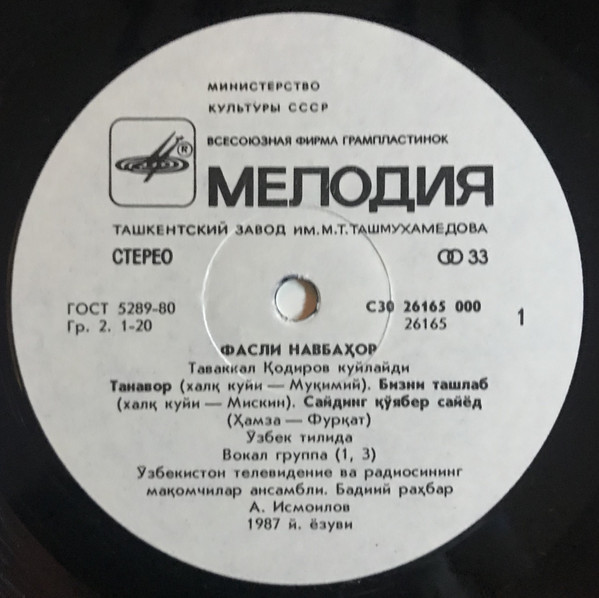 МИНИСТЕРСТВО
КУЛЬТУРЫ СССР
ВСЕСОЮЗНАЯ ФИРМА ГРАМПЛАСТИНОК
®
МЕЛОДИЯ
ТАШКЕНТСКИЙ ЗАВОД ИМ. М. Т. ТАШМУХАМЕДОВА
СТЕРЕО 33
ГОСТ 5289-80 С30 26165 000
Гр. 2. 1-20 26165 1
ФАСЛИ НАВБАҲОР
Таваккал Қодиров куйлайди
Танавор (халқ куйи — Муқимий). Бизни ташлаб
(халқ куйи — Мискин). Сайдинг қўябер сайёд
(Ҳамза — Фурқат)
Ўзбек тилида
Вокал группа (1, 3)
Ўзбекистон телевидение ва радиосининг
мақомчилар ансамбли. Бадиий раҳбар
А. Исмоилов
1987 й. ёзуви